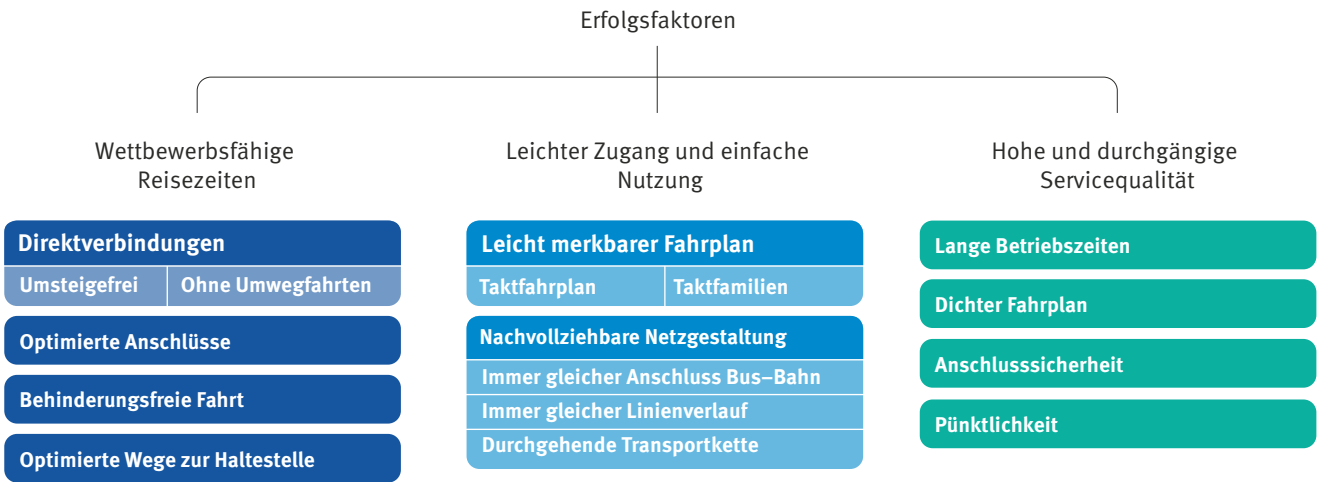 Erfolgsfaktoren
Wettbewerbsfähige
Reisezeiten
Direktverbindungen
Umsteigefrei
Ohne Umwegfahrten
Optimierte Anschlüsse
Behinderungsfreie Fahrt
Optimierte Wege zur Haltestelle
Leichter Zugang und einfache
Nutzung
Leicht merkbarer Fahrplan
Taktfahrplan
Taktfamilien
Nachvollziehbare Netzgestaltung
Immer gleicher Anschluss Bus–Bahn
Immer gleicher Linienverlauf
Durchgehende Transportkette
Hohe und durchgängige
Servicequalität
Lange Betriebszeiten
Dichter Fahrplan
Anschlusssicherheit
Pünktlichkeit